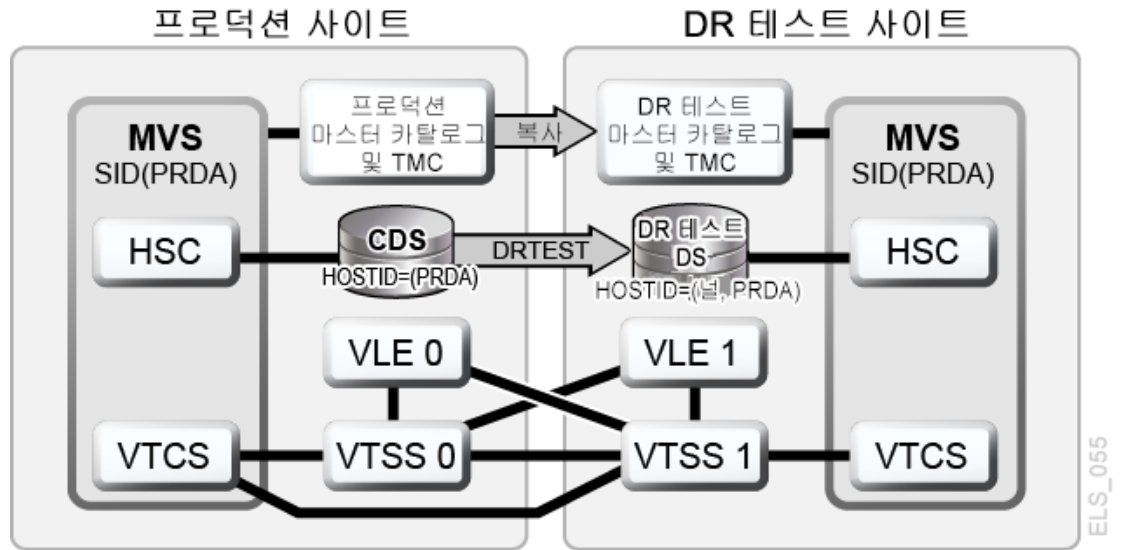 프로덕션 사이트
DR 테스트 사이트
MVS
SID(PRDA)
프로덕션
마스터 카탈로그
및 TMC
복사
DR 테스트
마스터 카탈로그
및 TMC
MVS
SID(PRDA)
HSC
CDS
HOSTID=(PRDA)
DRTEST
DR 테스트
DS
HOSTID=(널, PRDA)
HSC
VLE 0
VLE 1
VTCS
VTSS 0
VTSS 1
VTCS
ELS_055